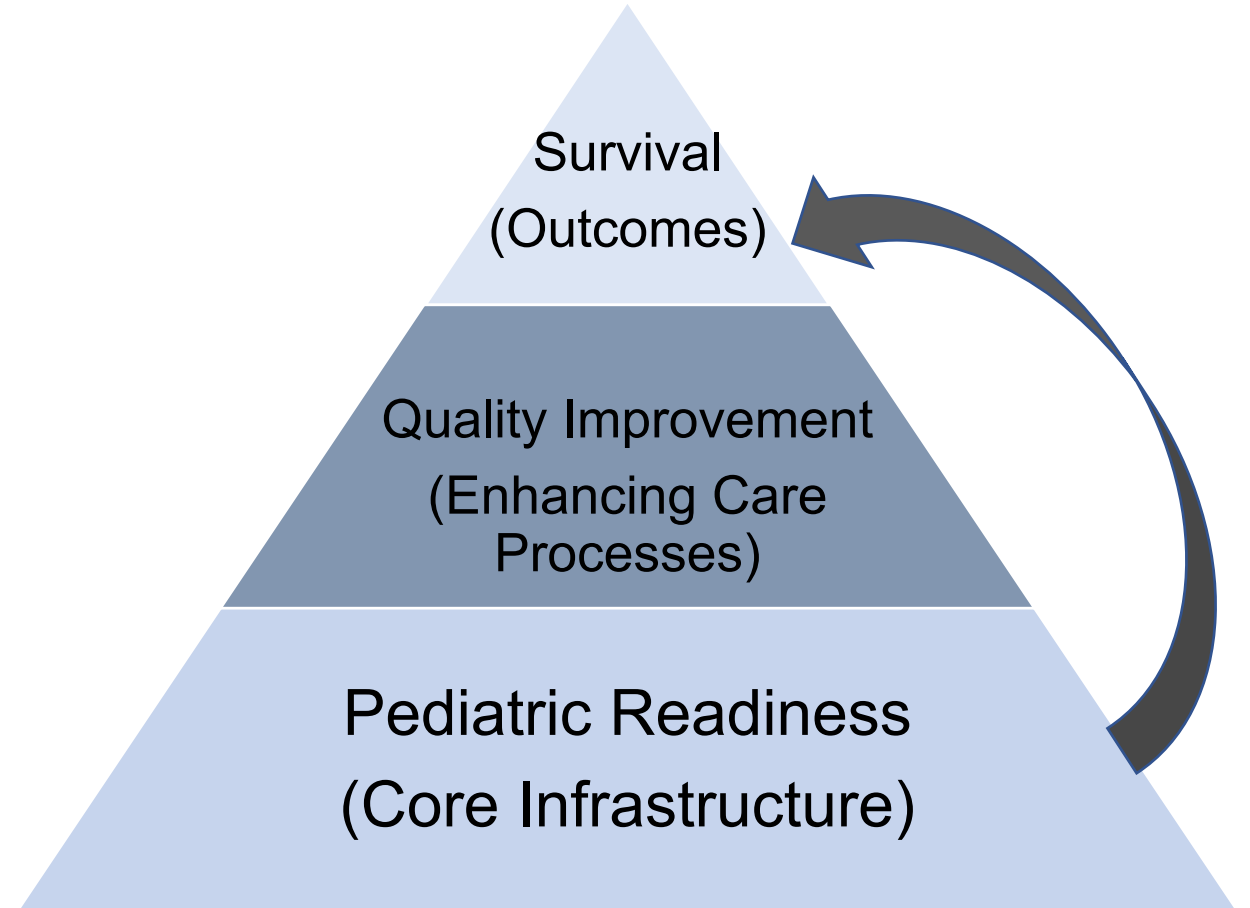 Survival
(Outcomes)
Quality Improvement
(Enhancing Care
Processes)
Pediatric Readiness
(Core Infrastructure)